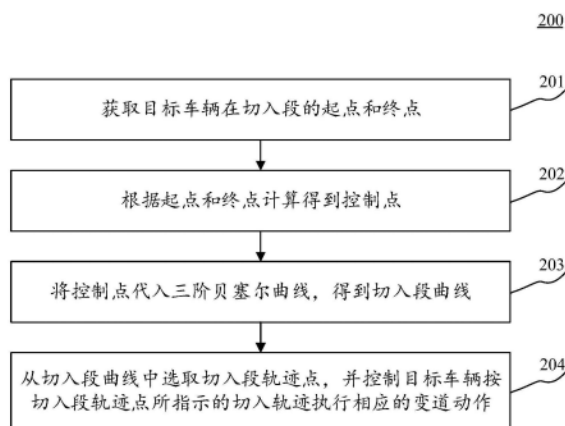 200
201
获取目标车辆在切入段的起点和终点
202
根据起点和终点计算得到控制点
203
将控制点代入三阶贝塞尔曲线，得到切入段曲线
204
从切入段曲线中选取切入段轨迹点，并控制目标车辆按
切入段轨迹点所指示的切入轨迹执行相应的变道动作